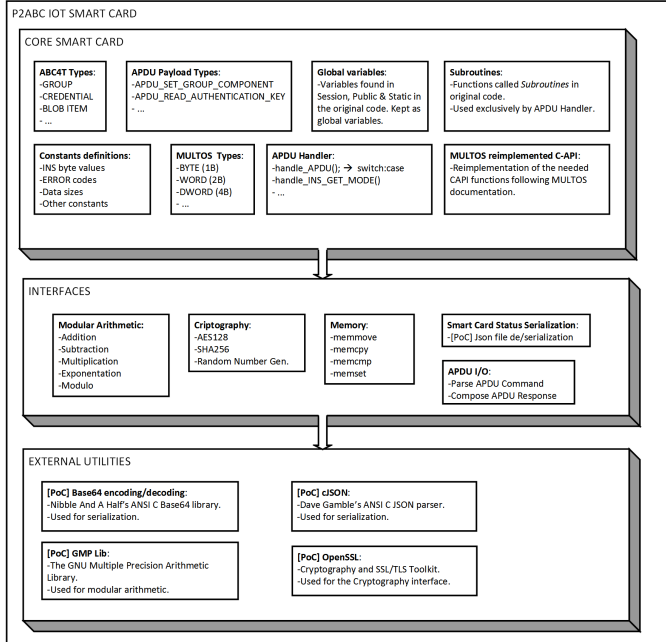 P2ABC IOT SMART CARD
CORE SMART CARD
ABC4T Types:
-GROUP
-CREDENTIAL
-BLOB ITEM
- ...
APDU Payload Types:
-APDU_SET_GROUP_COMPONENT
-APDU_READ_AUTHENTICATION_KEY
- ...
Global variables:
-Variables found in
Session, Public & Static in
the original code. Kept as
global variables.
Subroutines:
-Functions called Subroutines in
original code.
-Used exclusively by APDU Handler.
Constants definitions:
-INS byte values
-ERROR codes
-Data sizes
-Other constants
MULTOS Types:
-BYTE (1B)
-WORD (2B)
-DWORD (4B)
- ...
APDU Handler:
-handle_APDU(); → switch:case
-handle_INS_GET_MODE()
- ...
MULTOS reimplemented C-API:
-Reimplementation of the needed
CAPI functions following MULTOS
documentation.
INTERFACES
Modular Arithmetic:
-Addition
-Subtraction
-Multiplication
-Exponentation
-Modulo
Criptography:
-AES128
-SHA256
-Random Number Gen.
Memory:
-memmove
-memcpy
-memcmp
-memset
Smart Card Status Serialization:
-[PoC] Json file de/serialization
APDU I/O:
-Parse APDU Command
-Compose APDU Response
EXTERNAL UTILITIES
[PoC] Base64 encoding/decoding:
-Nibble And A Half's ANSI C Base64 library.
-Used for serialization.
[PoC] cJSON:
-Dave Gamble's ANSI C JSON parser.
-Used for serialization.
[PoC] GMP Lib:
-The GNU Multiple Precision Arithmetic
Library.
-Used for modular arithmetic.
[PoC] OpenSSL:
-Cryptography and SSL/TLS Toolkit.
-Used for the Cryptography interface.